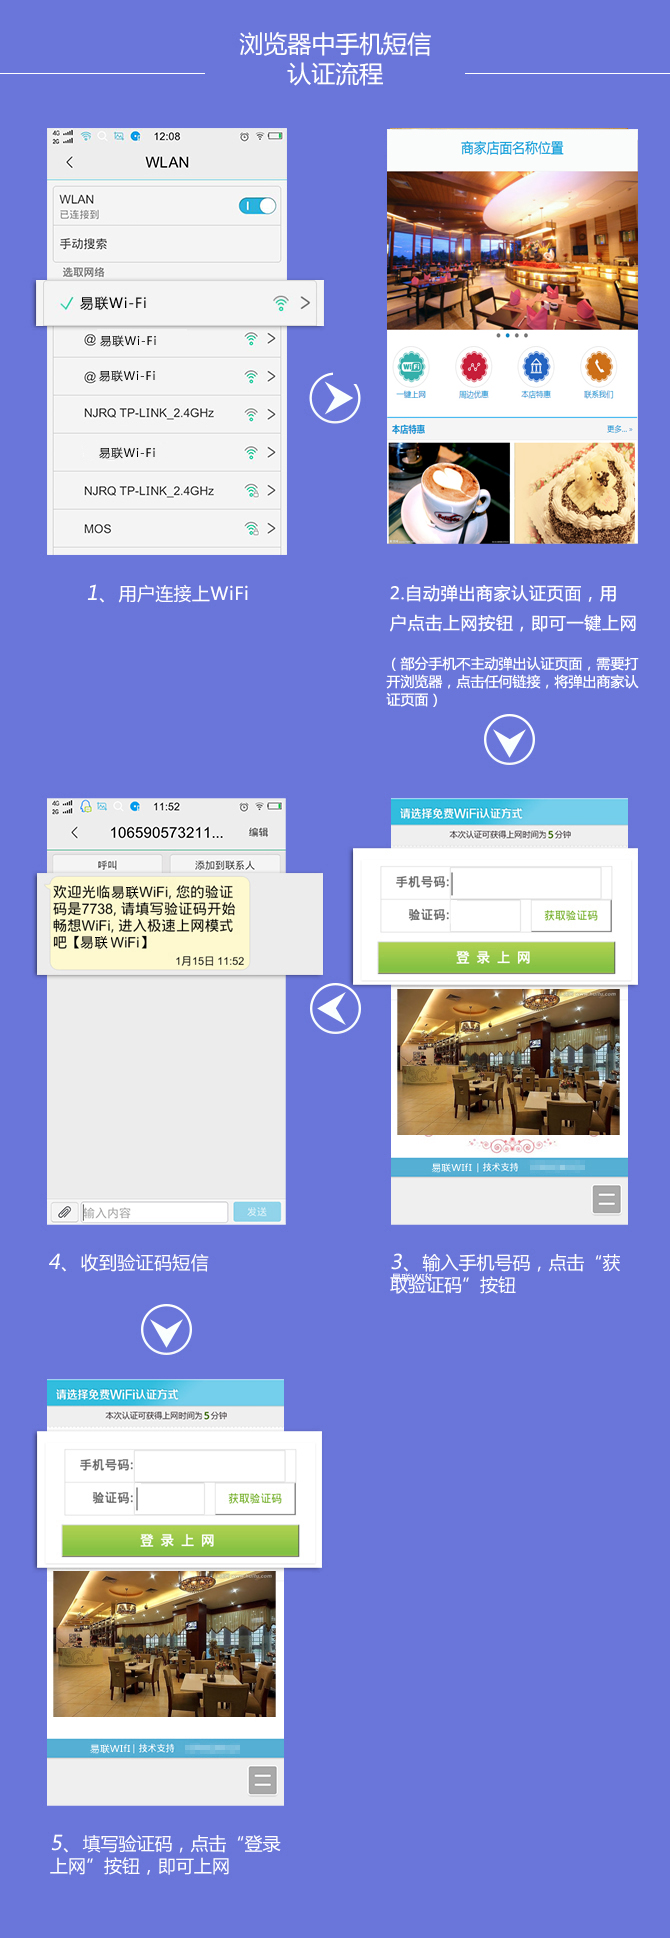 浏览器中手机短信
认证流程
4G
2G
12:08
WLAN
WLAN
已连接到
手动搜索
选取网络
易联Wi-Fi
@ 易联Wi-Fi
@ 易联Wi-Fi
NJRQ TP-LINK_2.4GHz
易联Wi-Fi
NJRQ TP-LINK_2.4GHz
MOS
1、用户连接上WiFi
商家店面名称位置
WiFi
一键上网
周边优惠
本店特惠
联系我们
本店特惠
更多... »
2.自动弹出商家认证页面，用
户点击上网按钮，即可一键上网
（部分手机不主动弹出认证页面，需要打
开浏览器，点击任何链接，将弹出商家认
证页面）
请选择免费WiFi认证方式
本次认证可获得上网时间为 5 分钟
手机号码:
验证码:
获取验证码
登 录 上 网
易联WIfI | 技术支持
3、输入手机号码，点击“获
取验证码”按钮
4G
2G
11:52
106590573211...
编辑
呼叫
添加到联系人
欢迎光临易联WiFi, 您的验证
码是7738, 请填写验证码开始
畅想WiFi, 进入极速上网模式
吧【易联 WiFi】
1月15日 11:52
输入内容
发送
4、收到验证码短信
请选择免费WiFi认证方式
本次认证可获得上网时间为 5 分钟
手机号码:
验证码:
获取验证码
登 录 上 网
易联WIfI | 技术支持
5、填写验证码，点击“登录
上网”按钮，即可上网